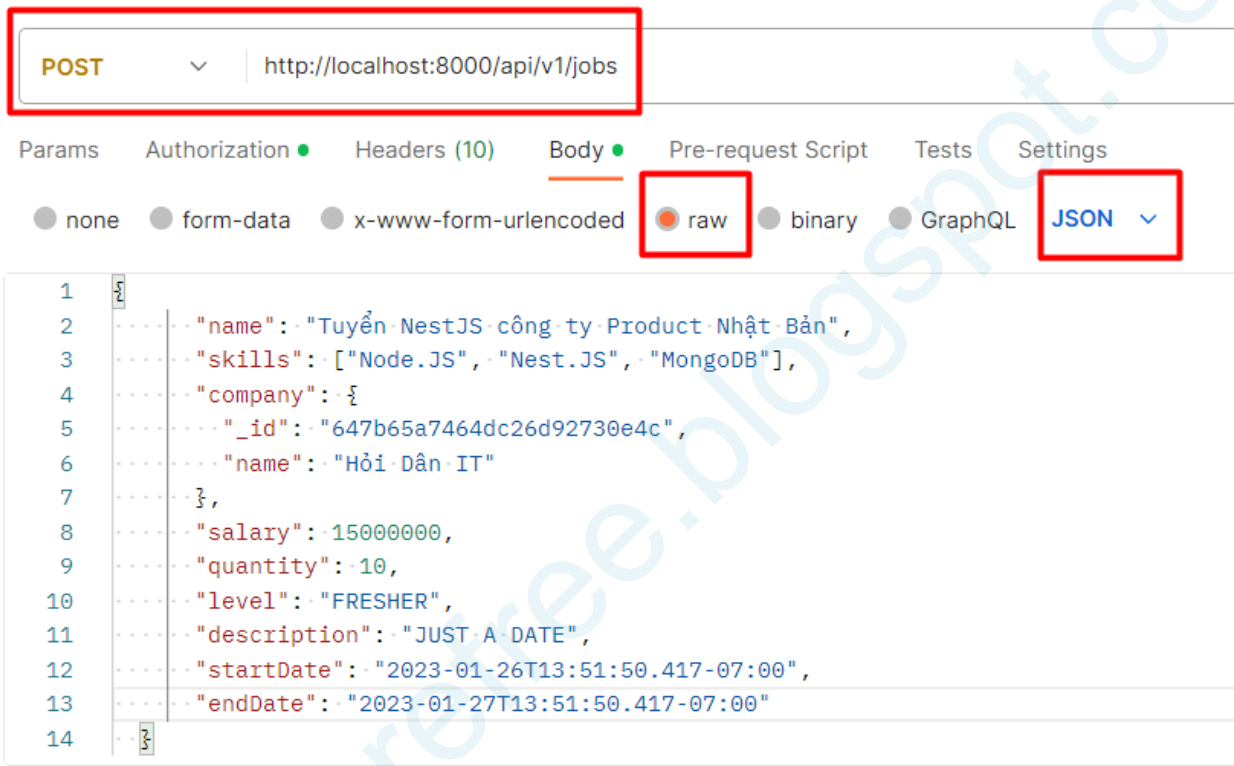 POST http://localhost:8000/api/v1/jobs
Params Authorization Headers (10) Body Pre-request Script Tests Settings
none form-data x-www-form-urlencoded raw binary GraphQL JSON
1 {
2 "name": "Tuyển NestJS công ty Product Nhật Bản",
3 "skills": ["Node.JS", "Nest.JS", "MongoDB"],
4 "company": {
5 "_id": "647b65a7464dc26d92730e4c",
6 "name": "Hỏi Dân IT"
7 },
8 "salary": 15000000,
9 "quantity": 10,
10 "level": "FRESHER",
11 "description": "JUST A DATE",
12 "startDate": "2023-01-26T13:51:50.417-07:00",
13 "endDate": "2023-01-27T13:51:50.417-07:00"
14 }
refree.blogspot.co